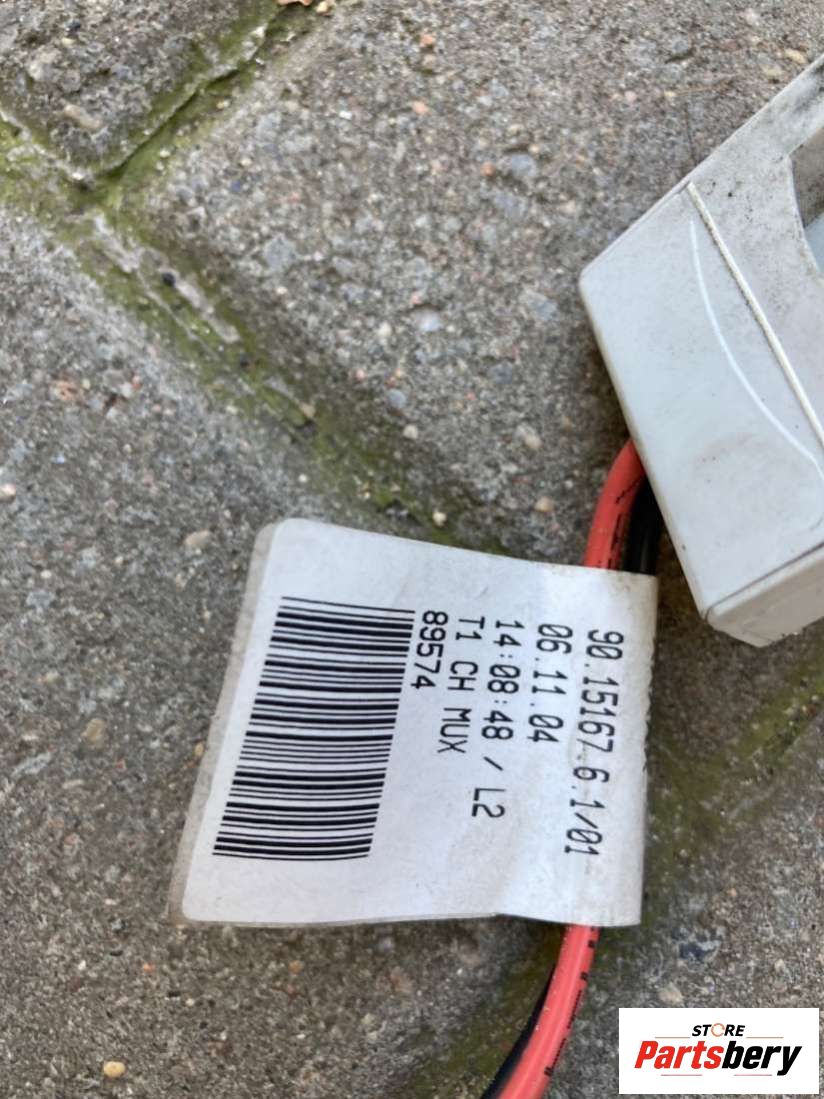 90.15167.6.1/01
06.11.04
14:08:48 / L2
T1 CH MUX
89574
STORE
Partsbery